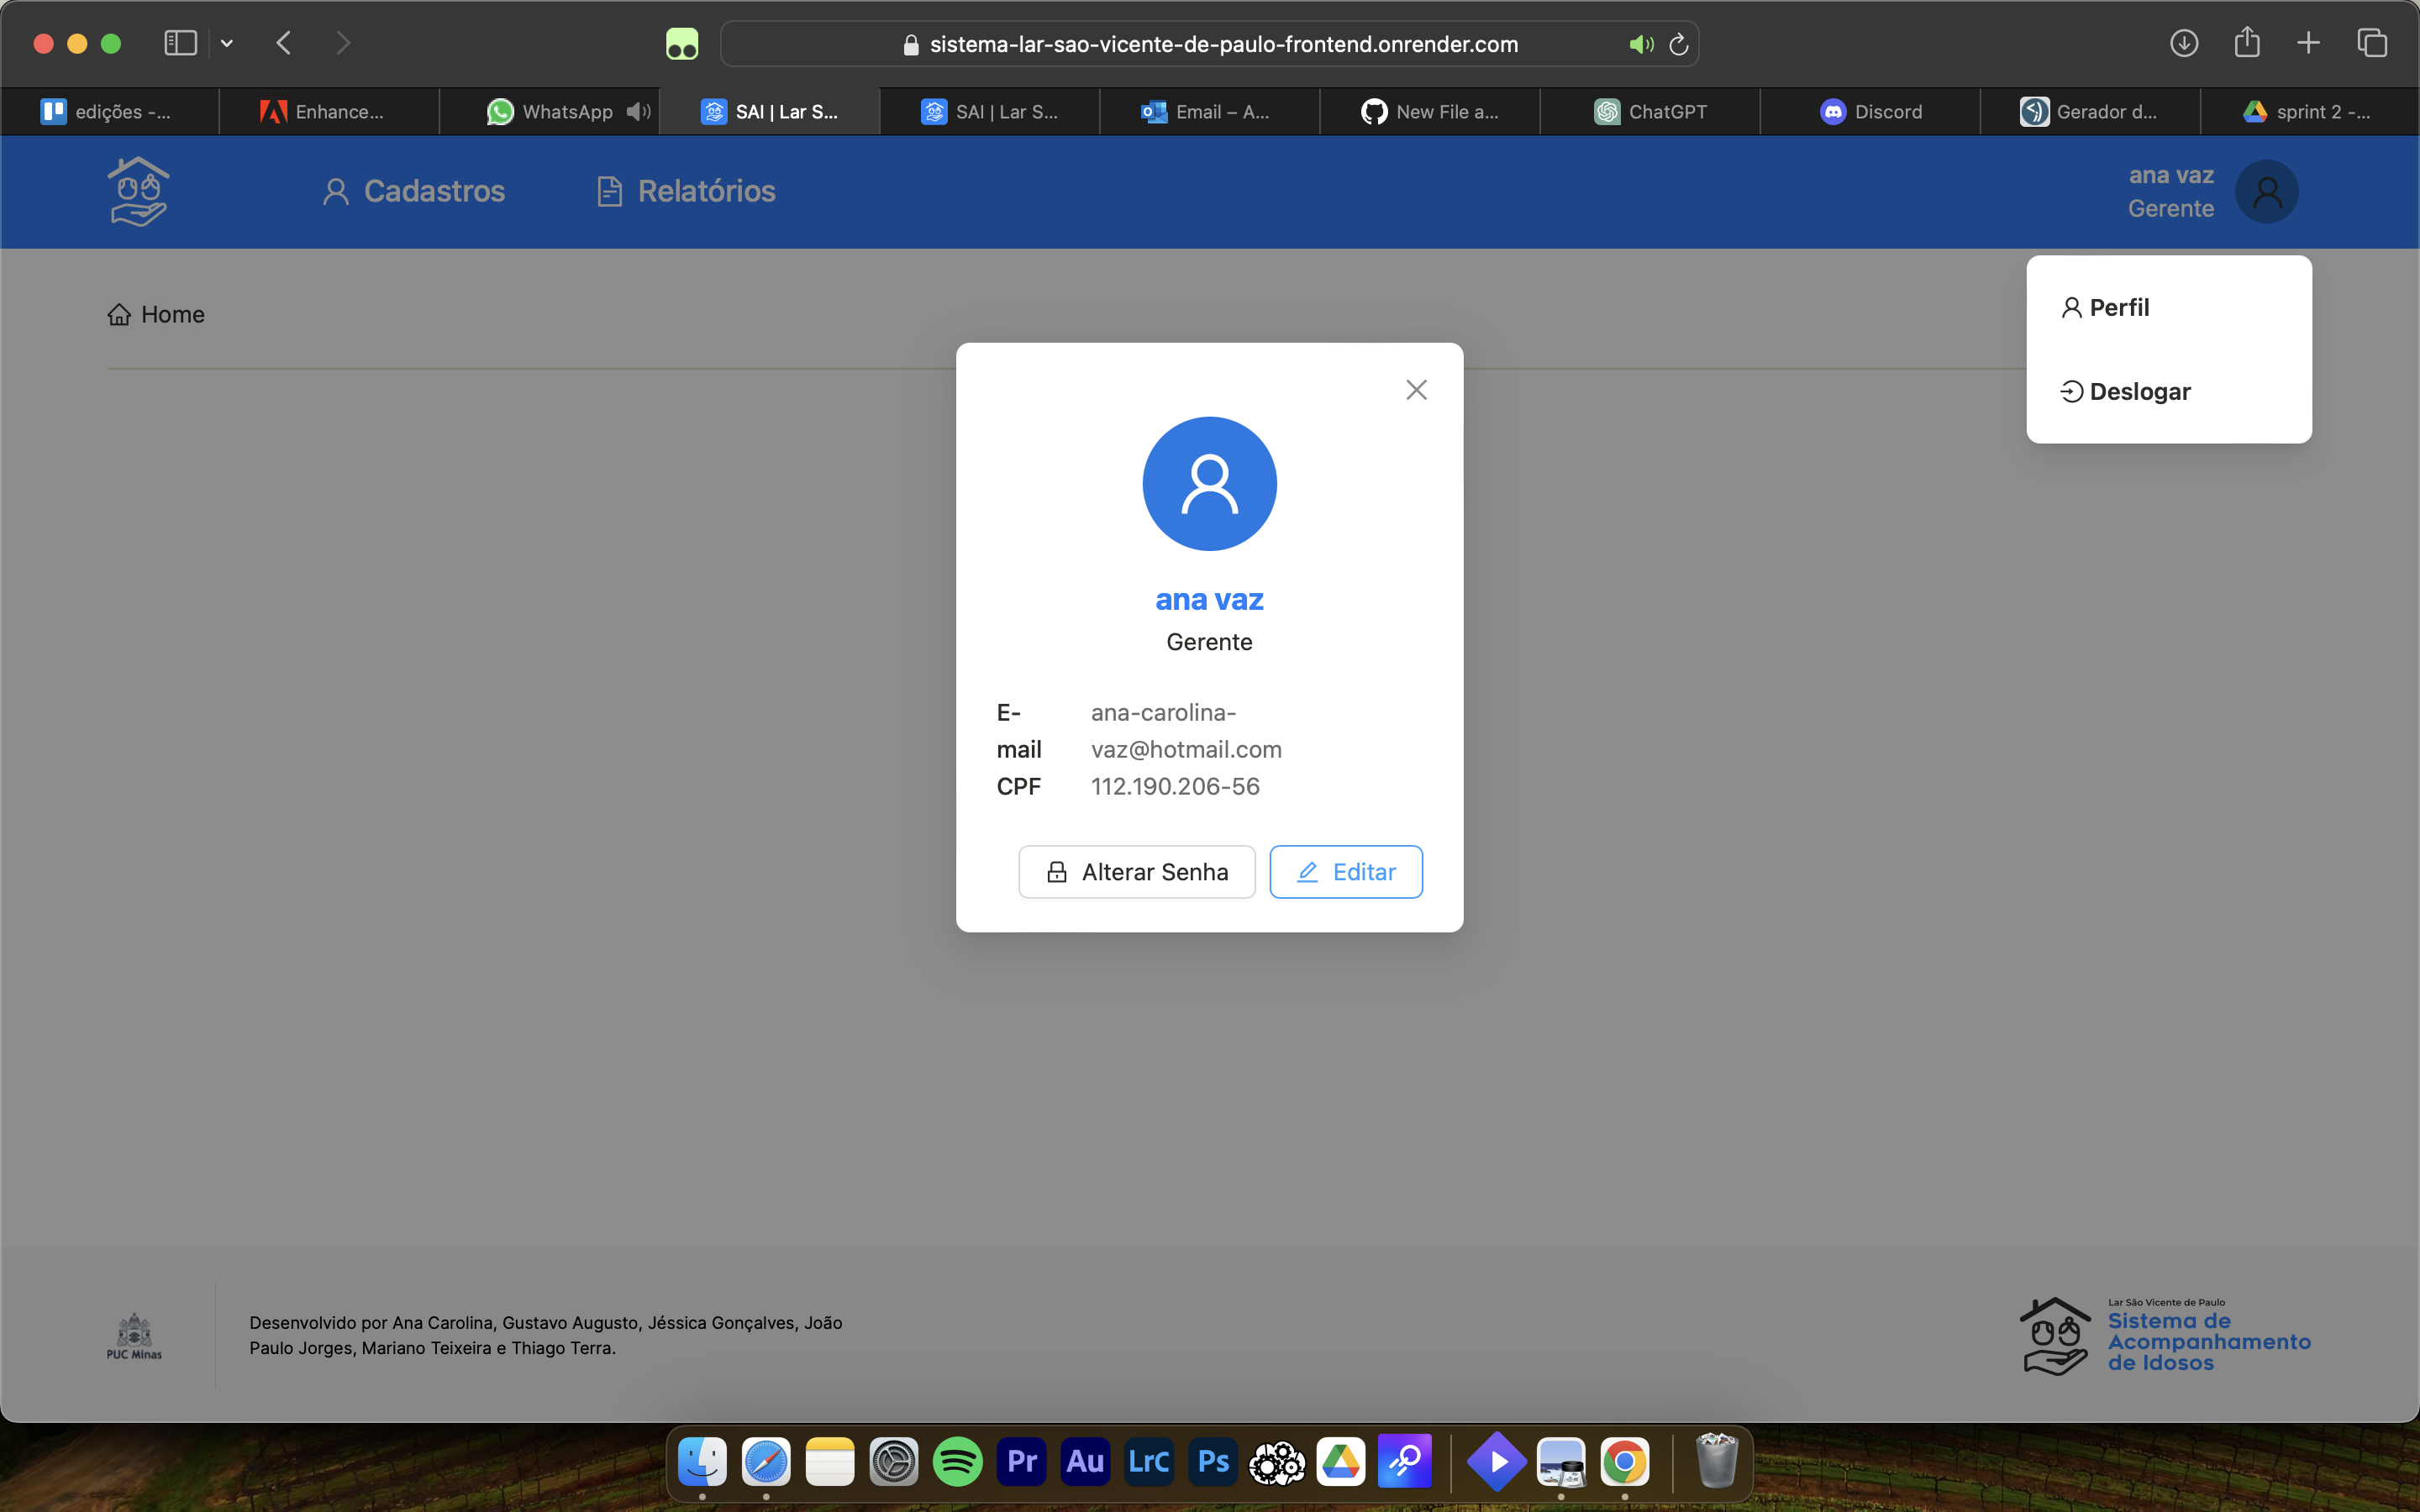 sistema-lar-sao-vicente-de-paulo-frontend.onrender.com
edições -...
Enhance...
WhatsApp
SAI | Lar S...
SAI | Lar S...
Email – A...
New File a...
ChatGPT
Discord
Gerador d...
sprint 2 -...
Cadastros
Relatórios
ana vaz
Gerente
Home
Perfil
Deslogar
ana vaz
Gerente
E-
mail
ana-carolina-
vaz@hotmail.com
CPF
112.190.206-56
Alterar Senha
Editar
PUC Minas
Desenvolvido por Ana Carolina, Gustavo Augusto, Jéssica Gonçalves, João
Paulo Jorges, Mariano Teixeira e Thiago Terra.
Lar São Vicente de Paulo
Sistema de
Acompanhamento
de Idosos
Pr
Au
LrC
Ps